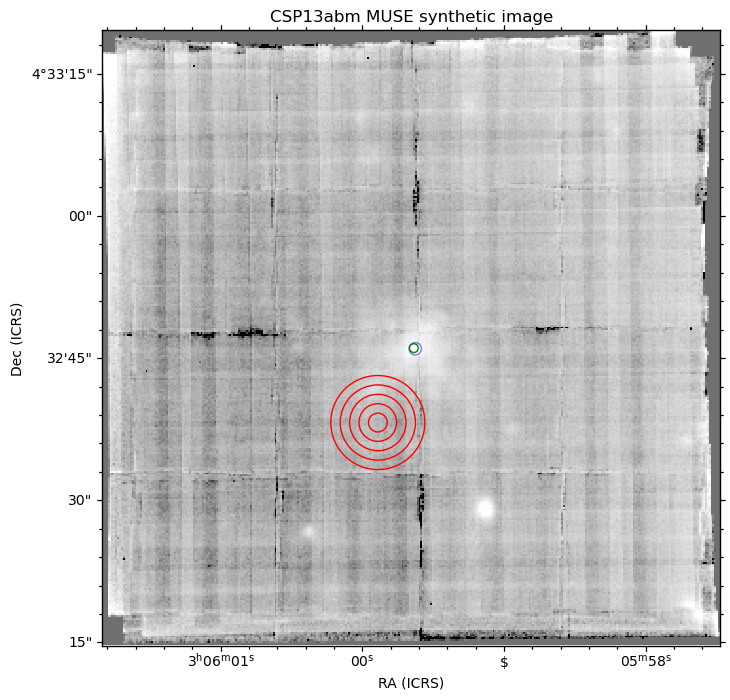 CSP13abm MUSE synthetic image
4°33'15"
00"
32'45"
30"
15"
Dec (ICRS)
3ʰ06ᵐ01ˢ 00ˢ $ 05ᵐ58ˢ
RA (ICRS)